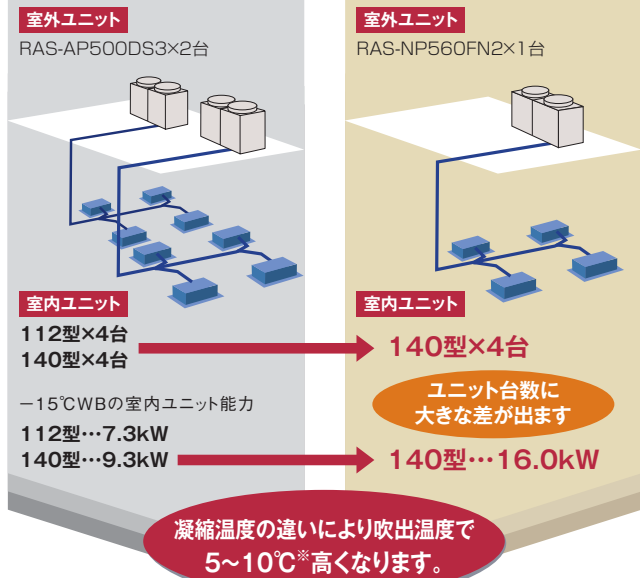 室外ユニット
RAS-AP500DS3×2台
室内ユニット
112型×4台
140型×4台
－15℃WBの室内ユニット能力
112型…7.3kW
140型…9.3kW
室外ユニット
RAS-NP560FN2×1台
室内ユニット
140型×4台
ユニット台数に
大きな差が出ます
140型…16.0kW
凝縮温度の違いにより吹出温度で
5～10℃※高くなります。